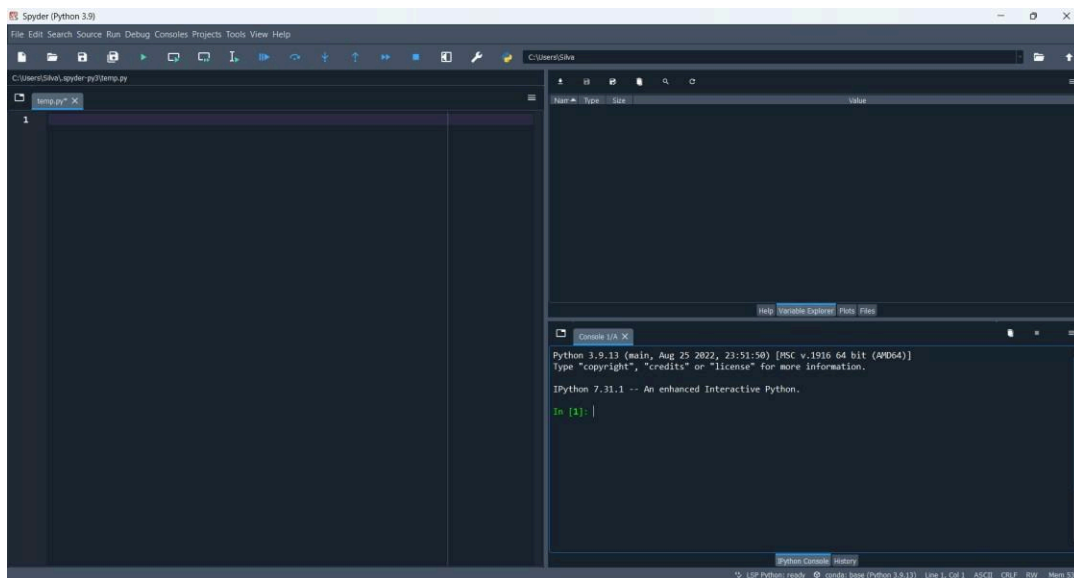 Spyder (Python 3.9)
File Edit Search Source Run Debug Consoles Projects Tools View Help
C:\Users\Silva
C:\Users\Silva\.spyder-py3\temp.py
temp.py*
1
Name Type Size Value
Help Variable Explorer Plots Files
Console 1/A
Python 3.9.13 (main, Aug 25 2022, 23:51:50) [MSC v.1916 64 bit (AMD64)]
Type "copyright", "credits" or "license" for more information.
IPython 7.31.1 -- An enhanced Interactive Python.
In [1]:
IPython Console History
LSP Python: ready conda: base (Python 3.9.13) Line 1, Col 1 ASCII CRLF RW Mem